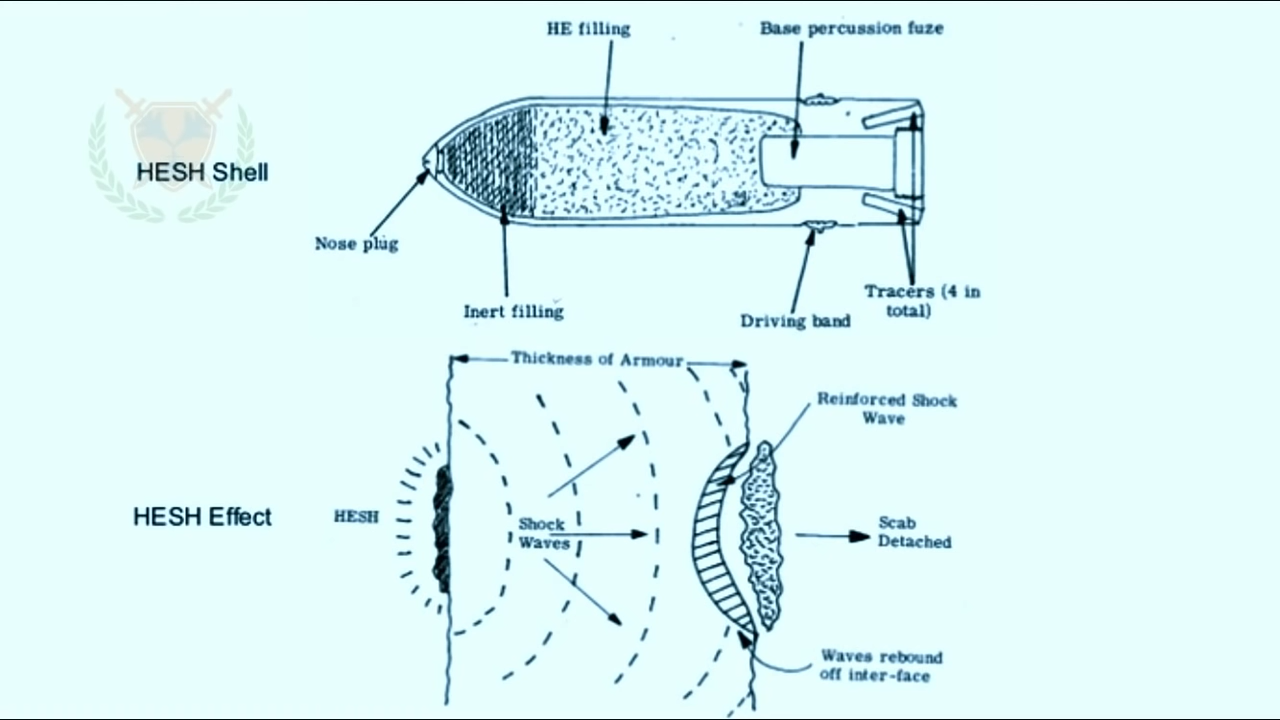 HE filling
Base percussion fuze
HESH Shell
Nose plug
Inert filling
Driving band
Tracers (4 in
total)
Thickness of Armour
Reinforced Shock
Wave
HESH Effect
HESH
Shock
Waves
Scab
Detached
Waves rebound
off inter-face